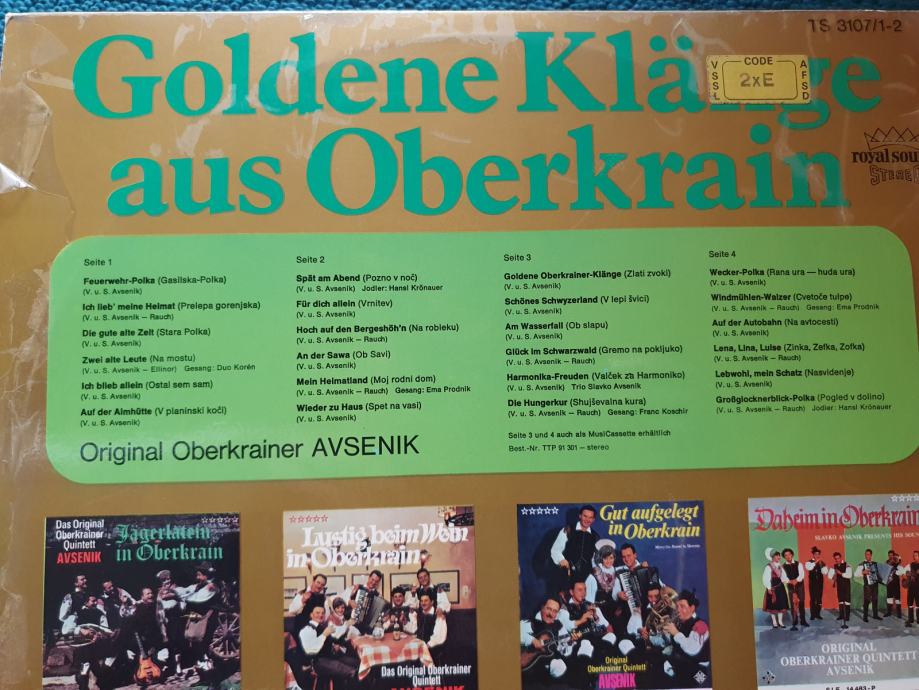 TS 3107/1-2
Goldene Klänge
VSSL CODE 2xE AFSD
aus Oberkrain
royal sou
STEREO
Seite 1
Feuerwehr-Polka (Gasilska-Polka)
(V. u. S. Avsenik)
Ich lieb' meine Heimat (Prelepa gorenjska)
(V. u. S. Avsenik — Rauch)
Die gute alte Zeit (Stara Polka)
(V. u. S. Avsenik)
Zwei alte Leute (Na mostu)
(V. u. S. Avsenik — Ellinor) Gesang: Duo Korén
Ich blieb allein (Ostal sem sam)
(V. u. S. Avsenik)
Auf der Almhütte (V planinski koči)
(V. u. S. Avsenik)
Seite 2
Spät am Abend (Pozno v noč)
(V. u. S. Avsenik) Jodler: Hansl Krönauer
Für dich allein (Vrnitev)
(V. u. S. Avsenik)
Hoch auf den Bergeshöh'n (Na robleku)
(V. u. S. Avsenik — Rauch)
An der Sawa (Ob Savi)
(V. u. S. Avsenik)
Mein Heimatland (Moj rodni dom)
(V. u. S. Avsenik — Rauch) Gesang: Ema Prodnik
Wieder zu Haus (Spet na vasi)
(V. u. S. Avsenik)
Seite 3
Goldene Oberkrainer-Klänge (Zlati zvoki)
(V. u. S. Avsenik)
Schönes Schwyzerland (V lepi švici)
(V. u. S. Avsenik)
Am Wasserfall (Ob slapu)
(V. u. S. Avsenik)
Glück im Schwarzwald (Gremo na pokljuko)
(V. u. S. Avsenik — Rauch)
Harmonika-Freuden (Valček za Harmoniko)
(V. u. S. Avsenik) Trio Slavko Avsenik
Die Hungerkur (Shujševalna kura)
(V. u. S. Avsenik — Rauch) Gesang: Franc Koschir
Seite 3 und 4 auch als MusiCassette erhältlich
Best.-Nr. TTP 91 301 — stereo
Seite 4
Wecker-Polka (Rana ura — huda ura)
(V. u. S. Avsenik)
Windmühlen-Walzer (Cvetoče tulpe)
(V. u. S. Avsenik — Rauch) Gesang: Ema Prodnik
Auf der Autobahn (Na avtocesti)
(V. u. S. Avsenik — Rauch)
Lena, Lina, Luise (Zinka, Zefka, Zofka)
(V. u. S. Avsenik — Rauch)
Lebwohl, mein Schatz (Nasvidenje)
(V. u. S. Avsenik — Rauch)
Großglocknerblick-Polka (Pogled v dolino)
(V. u. S. Avsenik — Rauch) Jodler: Hansl Krönauer
Original Oberkrainer AVSENIK
Das Original
Oberkrainer
Quintett
AVSENIK
Jägerlatein
in Oberkrain
Lustig beim Wein
in Oberkrain
Das Original Oberkrainer
Quintett
Gut aufgelegt
in Oberkrain
Original
Oberkrainer Quintett
AVSENIK
Daheim in Oberkrain
SLAVKO AVSENIK PRESENTS HIS SOUN
ORIGINAL
OBERKRAINER QUINTETT
AVSENIK
SLE 14 493-P